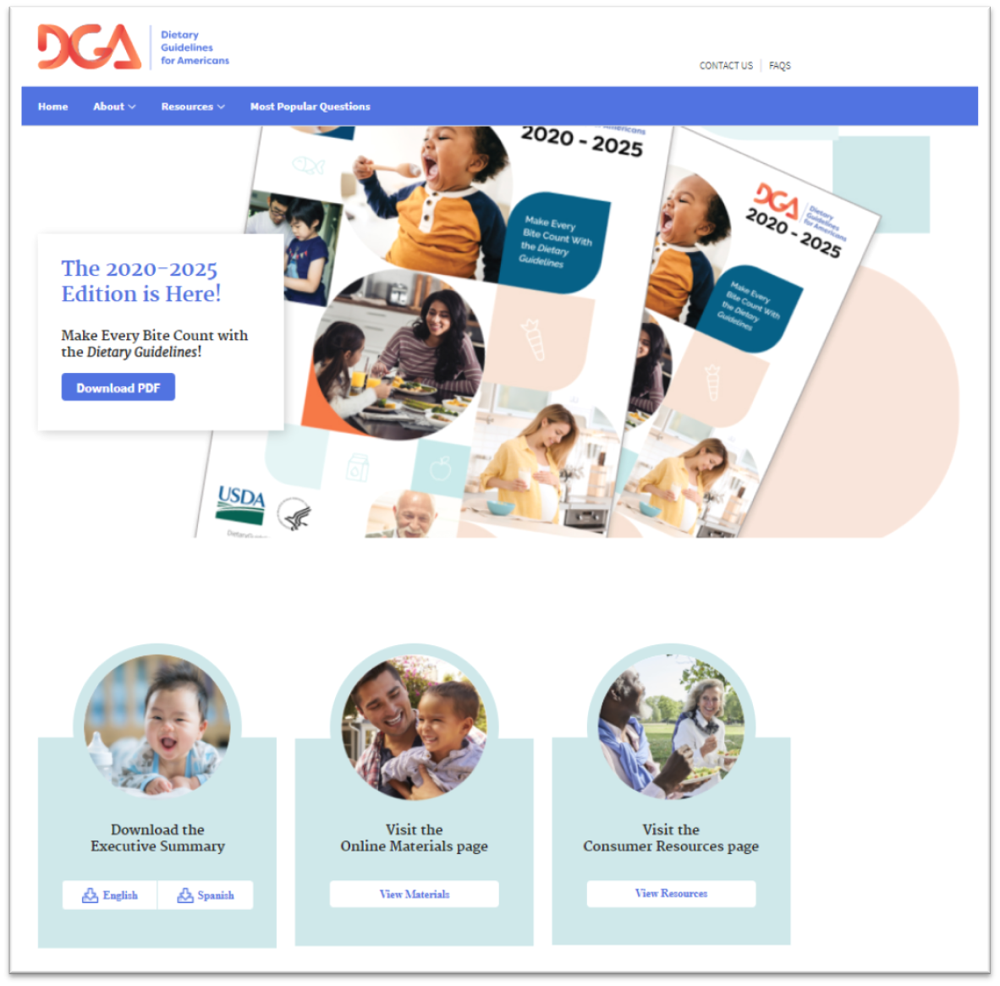 DGA
Dietary
Guidelines
for Americans
CONTACT US
FAQS
Home
About
Resources
Most Popular Questions
Americans
2020 - 2025
Make Every
Bite Count With
the Dietary
Guidelines
DGA
Dietary
Guidelines
for Americans
2020 - 2025
Make Every
Bite Count With
the Dietary
Guidelines
The 2020-2025
Edition is Here!
Make Every Bite Count with
the Dietary Guidelines!
Download PDF
USDA
Download the
Executive Summary
English
Spanish
Visit the
Online Materials page
View Materials
Visit the
Consumer Resources page
View Resources